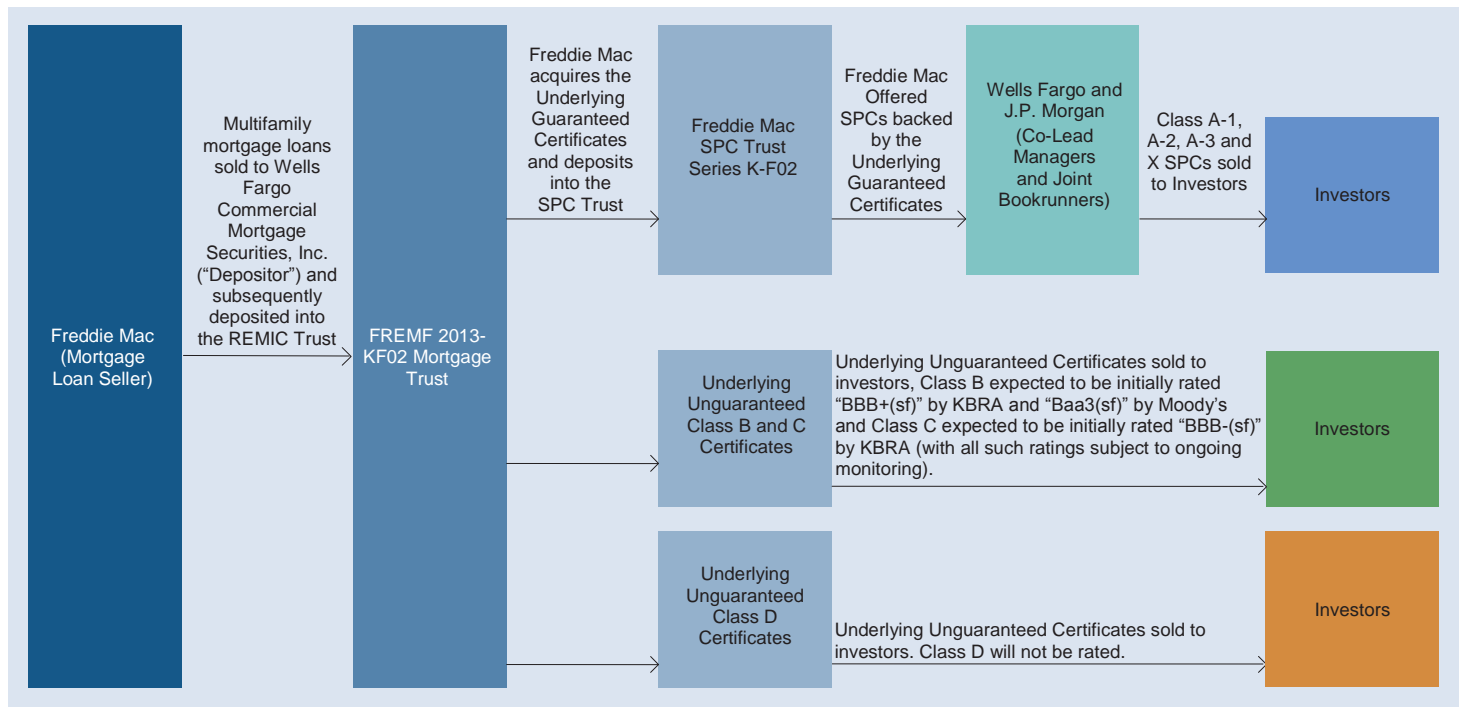 Freddie Mac
(Mortgage
Loan Seller)
Multifamily
mortgage loans
sold to Wells
Fargo
Commercial
Mortgage
Securities, Inc.
(“Depositor”) and
subsequently
deposited into
the REMIC Trust
FREMF 2013-
KF02 Mortgage
Trust
Freddie Mac
acquires the
Underlying
Guaranteed
Certificates
and deposits
into the
SPC Trust
Freddie Mac
SPC Trust
Series K-F02
Freddie Mac
Offered
SPCs backed
by the
Underlying
Guaranteed
Certificates
Wells Fargo and
J.P. Morgan
(Co-Lead
Managers
and Joint
Bookrunners)
Class A-1,
A-2, A-3 and
X SPCs sold
to Investors
Investors
Underlying
Unguaranteed
Class B and C
Certificates
Underlying Unguaranteed Certificates sold to
investors, Class B expected to be initially rated
“BBB+(sf)” by KBRA and “Baa3(sf)” by Moody’s
and Class C expected to be initially rated “BBB-(sf)”
by KBRA (with all such ratings subject to ongoing
monitoring).
Investors
Underlying
Unguaranteed
Class D
Certificates
Underlying Unguaranteed Certificates sold to
investors. Class D will not be rated.
Investors